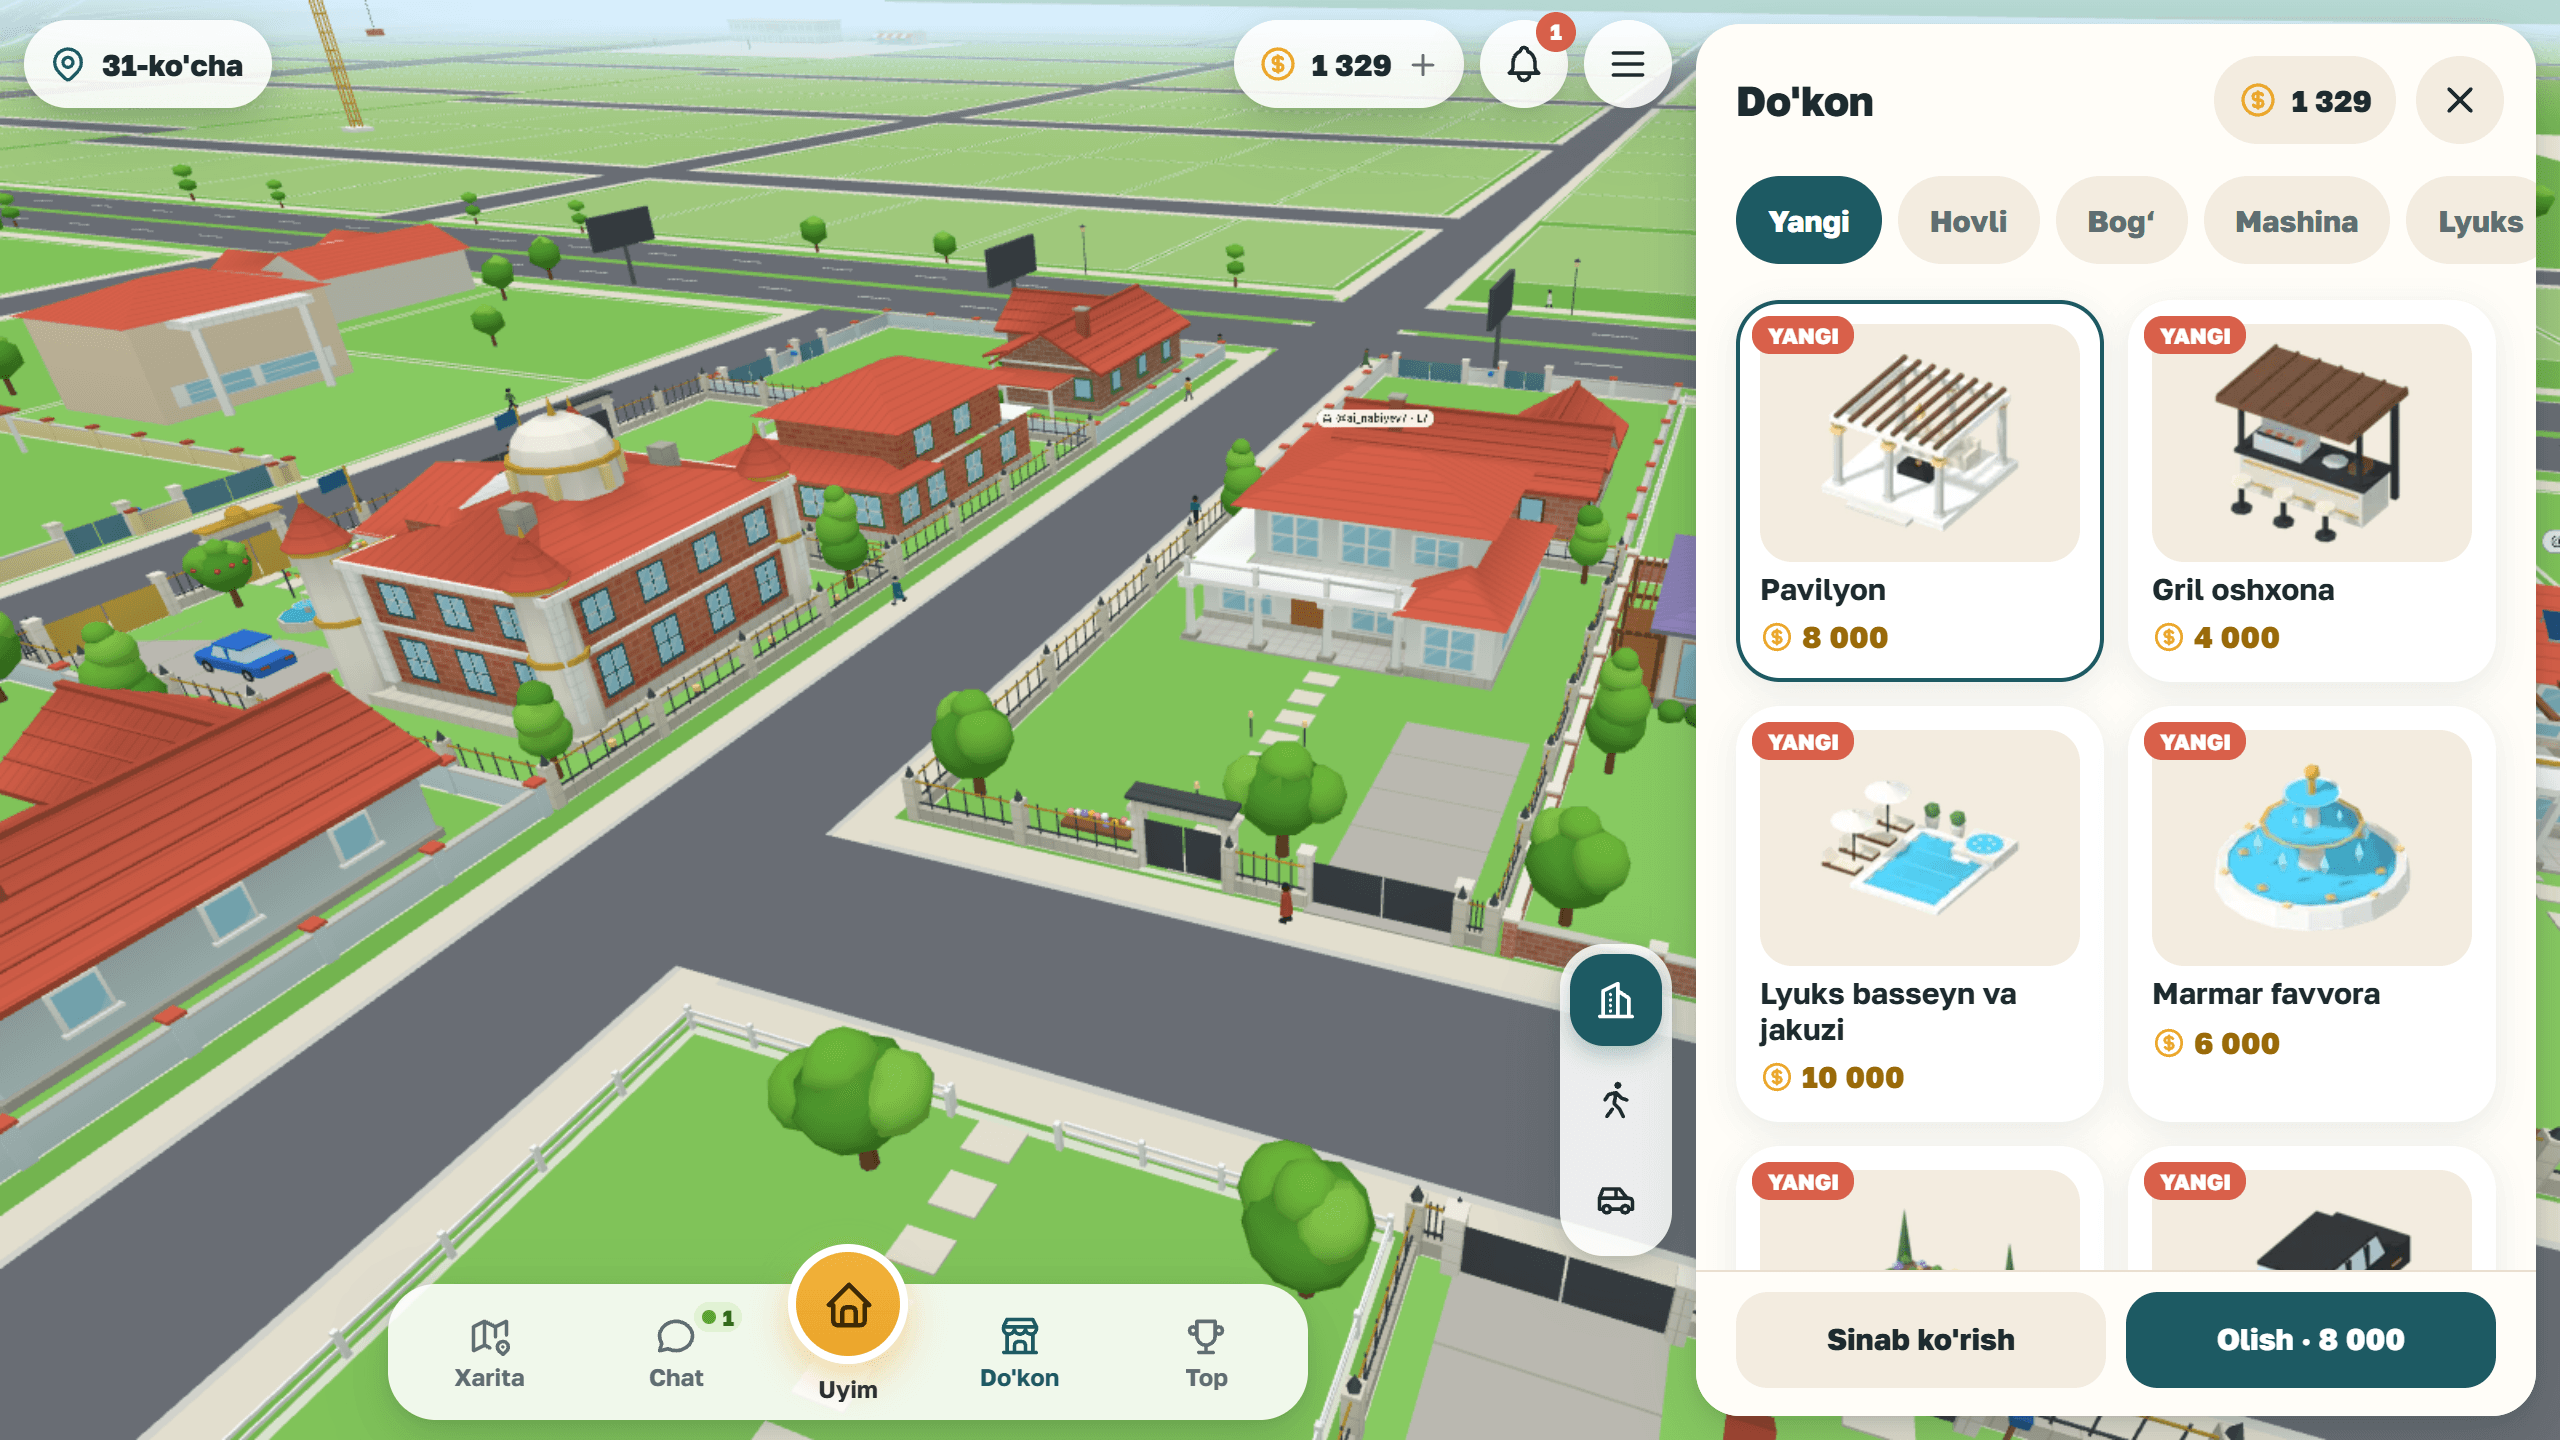 31-ko'cha
1 329
1
Do'kon
1 329
Yangi
Hovli
Bog‘
Mashina
Lyuks
YANGI
Pavilyon
8 000
YANGI
Gril oshxona
4 000
YANGI
Lyuks basseyn va
jakuzi
10 000
YANGI
Marmar favvora
6 000
YANGI
YANGI
Sinab ko'rish
Olish · 8 000
@ai_nabiyev7 · L7
Xarita
Chat
1
Uyim
Do'kon
Top